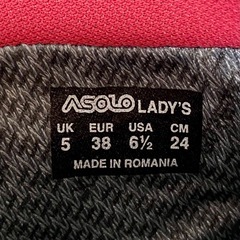 ASOLO LADY'S
UK EUR USA CM
5 38 6½ 24
MADE IN ROMANIA